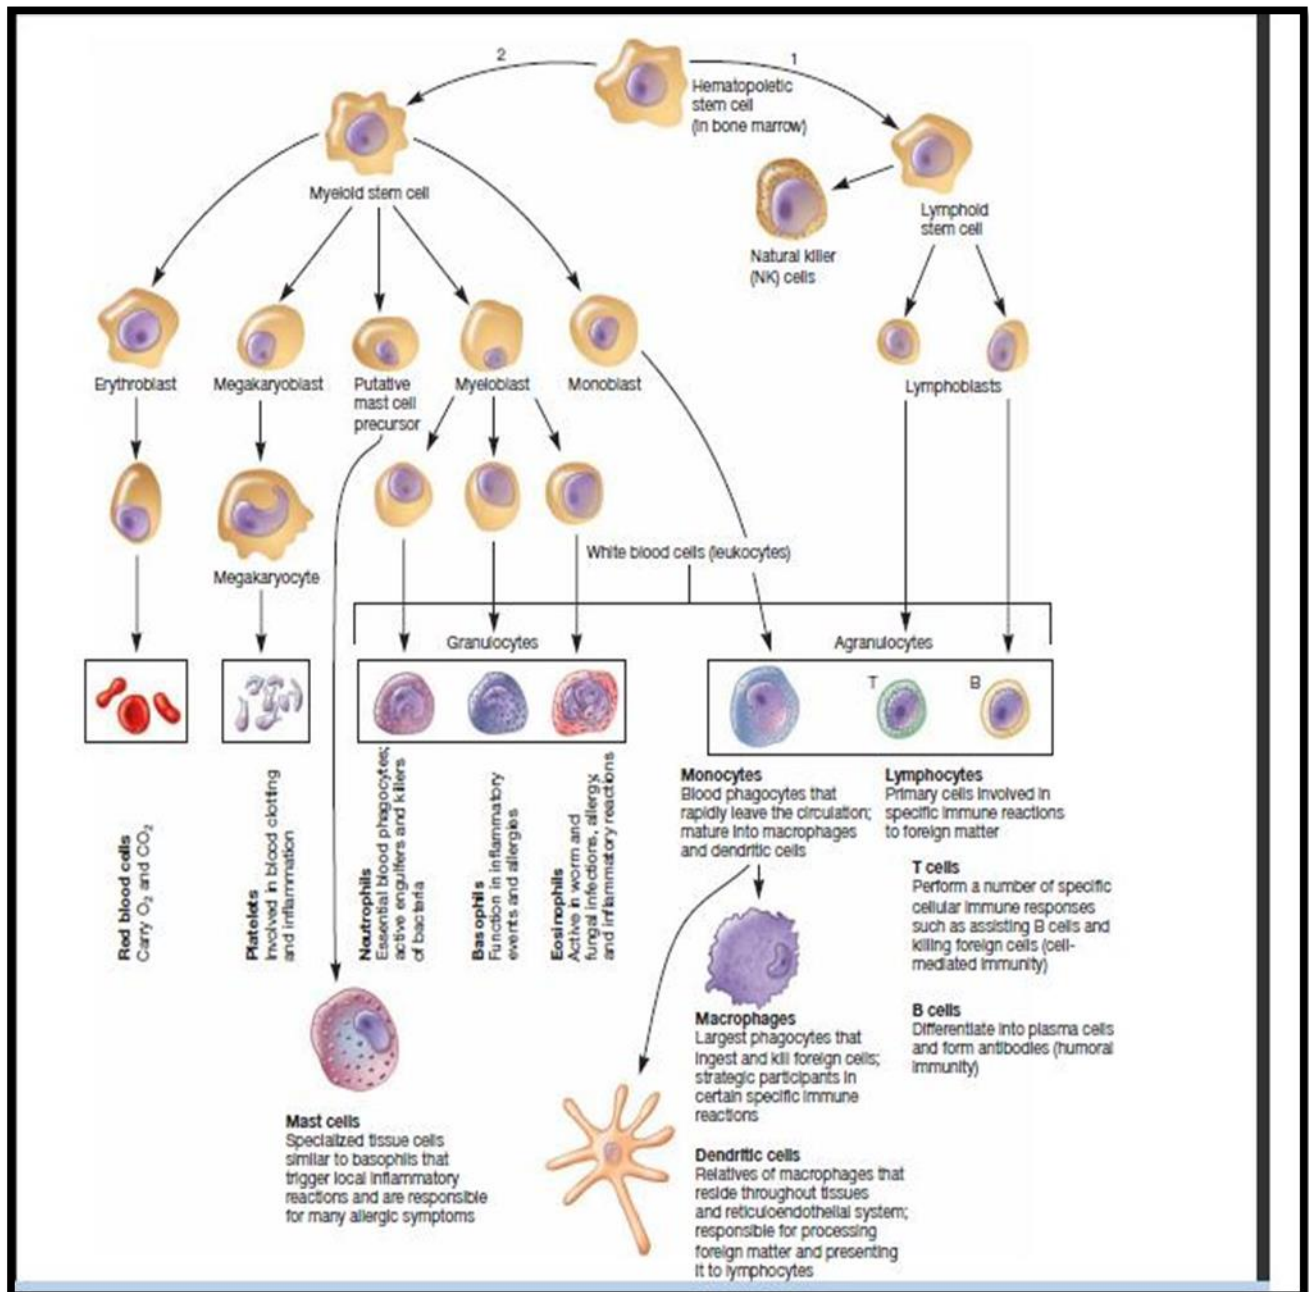 2
1
Hematopoietic
stem cell
(in bone marrow)
Myeloid stem cell
Lymphoid
stem cell
Natural killer
(NK) cells
Erythroblast
Megakaryoblast
Putative
mast cell
precursor
Myeloblast
Monoblast
Lymphoblasts
White blood cells (leukocytes)
Megakaryocyte
Granulocytes
Agranulocytes
T
B
Red blood cells
Carry O₂ and CO₂
Platelets
Involved in blood clotting
and inflammation
Neutrophils
Essential blood phagocytes;
active engulfers and killers
of bacteria
Basophils
Function in inflammatory
events and allergies
Eosinophils
Active in worm and
fungal infections, allergy,
and inflammatory reactions
Monocytes
Blood phagocytes that
rapidly leave the circulation;
mature into macrophages
and dendritic cells
Lymphocytes
Primary cells involved in
specific immune reactions
to foreign matter
T cells
Perform a number of specific
cellular immune responses
such as assisting B cells and
killing foreign cells (cell-
mediated immunity)
B cells
Differentiate into plasma cells
and form antibodies (humoral
immunity)
Macrophages
Largest phagocytes that
ingest and kill foreign cells;
strategic participants in
certain specific immune
reactions
Mast cells
Specialized tissue cells
similar to basophils that
trigger local inflammatory
reactions and are responsible
for many allergic symptoms
Dendritic cells
Relatives of macrophages that
reside throughout tissues
and reticuloendothelial system;
responsible for processing
foreign matter and presenting
it to lymphocytes